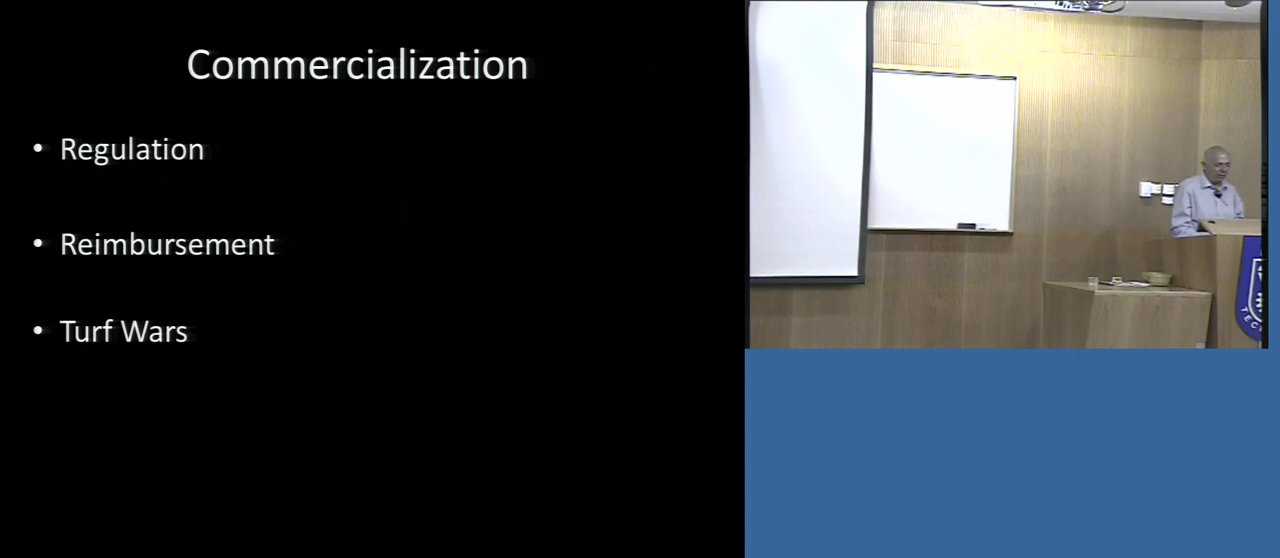 Commercialization
• Regulation
• Reimbursement
• Turf Wars